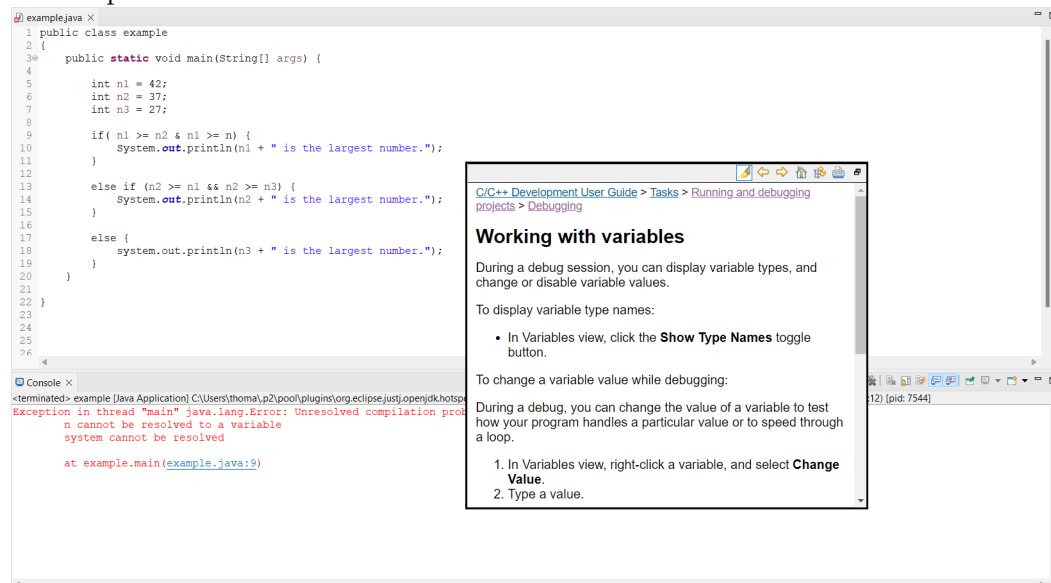 example.java ×
1 public class example
2 {
3 public static void main(String[] args) {
4
5 int n1 = 42;
6 int n2 = 37;
7 int n3 = 27;
8
9 if( n1 >= n2 & n1 >= n) {
10 System.out.println(n1 + " is the largest number.");
11 }
12
13 else if (n2 >= n1 && n2 >= n3) {
14 System.out.println(n2 + " is the largest number.");
15 }
16
17 else {
18 system.out.println(n3 + " is the largest number.");
19 }
20 }
21
22 }
23
24
25
26
C/C++ Development User Guide > Tasks > Running and debugging
projects > Debugging
Working with variables
During a debug session, you can display variable types, and
change or disable variable values.
To display variable type names:
• In Variables view, click the Show Type Names toggle
button.
To change a variable value while debugging:
During a debug, you can change the value of a variable to test
how your program handles a particular value or to speed through
a loop.
1. In Variables view, right-click a variable, and select Change
Value.
2. Type a value.
Console ×
<terminated> example [Java Application] C:\Users\thoma\.p2\pool\plugins\org.eclipse.justj.openjdk.hotsp :12) [pid: 7544]
Exception in thread "main" java.lang.Error: Unresolved compilation prob
n cannot be resolved to a variable
system cannot be resolved
at example.main(example.java:9)